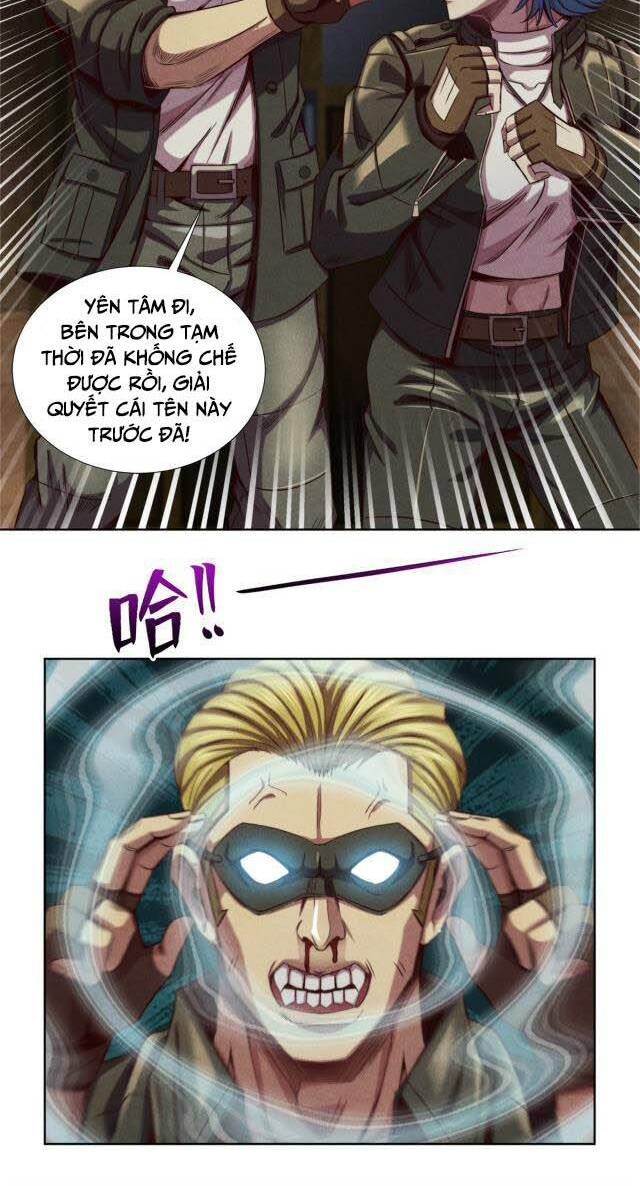 YÊN TÂM ĐI,
BÊN TRONG TẠM
THỜI ĐÃ KHỐNG CHẾ
ĐƯỢC RỒI, GIẢI
QUYẾT CÁI TÊN NÀY
TRƯỚC ĐÃ!
哈!!